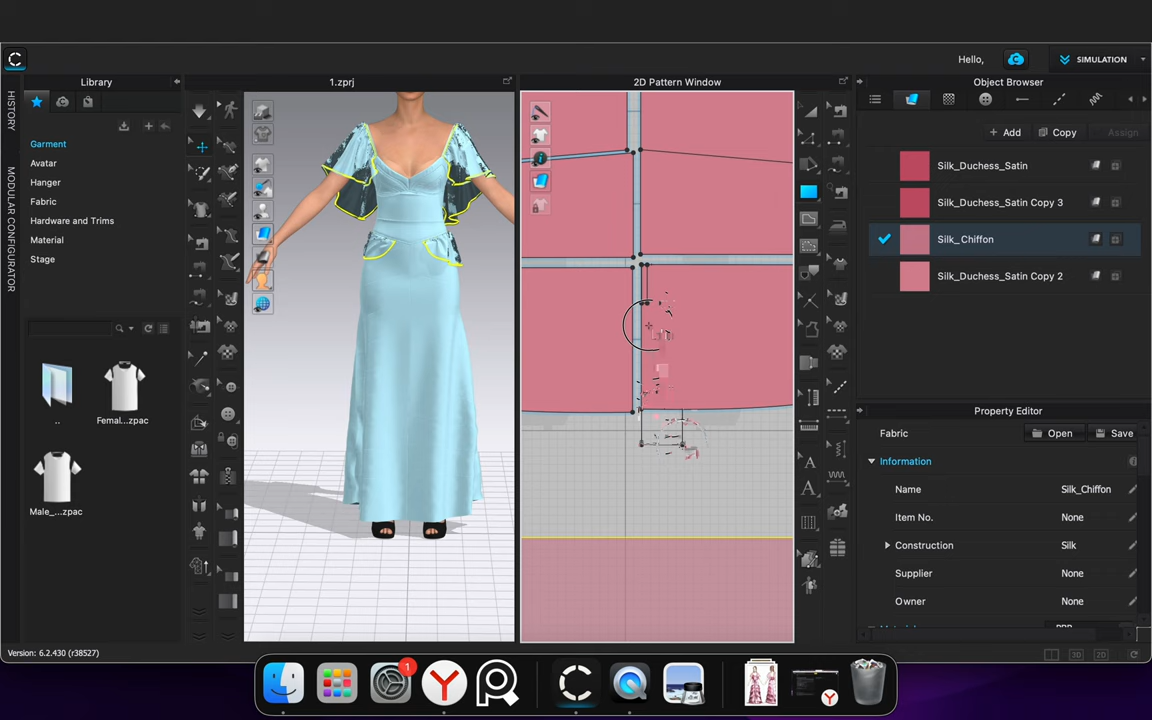 Hello,
SIMULATION
Library
1.zprj
2D Pattern Window
Object Browser
HISTORY
MODULAR CONFIGURATOR
Garment
Avatar
Hanger
Fabric
Hardware and Trims
Material
Stage
..
Femal...zpac
Male_...zpac
Add
Copy
Assign
Silk_Duchess_Satin
Silk_Duchess_Satin Copy 3
Silk_Chiffon
Silk_Duchess_Satin Copy 2
Property Editor
Fabric
Open
Save
Information
Name
Silk_Chiffon
Item No.
None
Construction
Silk
Supplier
None
Owner
None
3D
2D
Version: 6.2.430 (r38527)
1